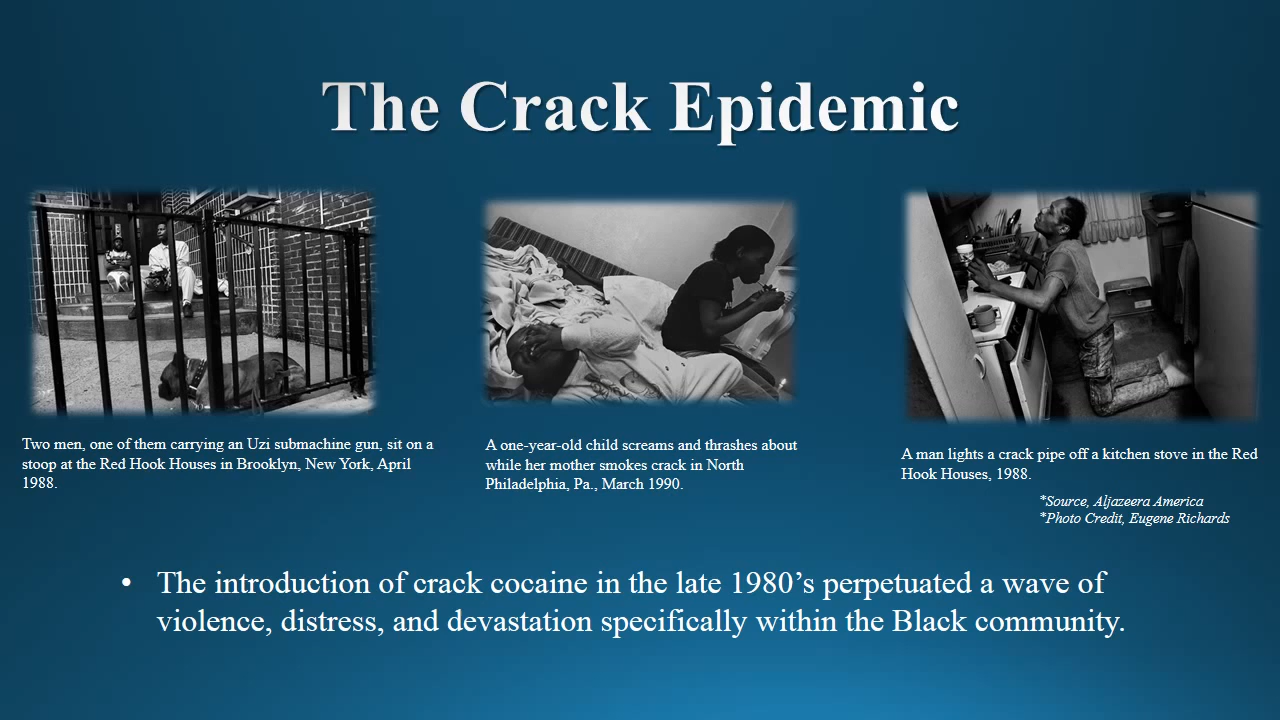 The Crack Epidemic
Two men, one of them carrying an Uzi submachine gun, sit on a
stoop at the Red Hook Houses in Brooklyn, New York, April
1988.
A one-year-old child screams and thrashes about
while her mother smokes crack in North
Philadelphia, Pa., March 1990.
A man lights a crack pipe off a kitchen stove in the Red
Hook Houses, 1988.
*Source, Aljazeera America
*Photo Credit, Eugene Richards
• The introduction of crack cocaine in the late 1980’s perpetuated a wave of
violence, distress, and devastation specifically within the Black community.